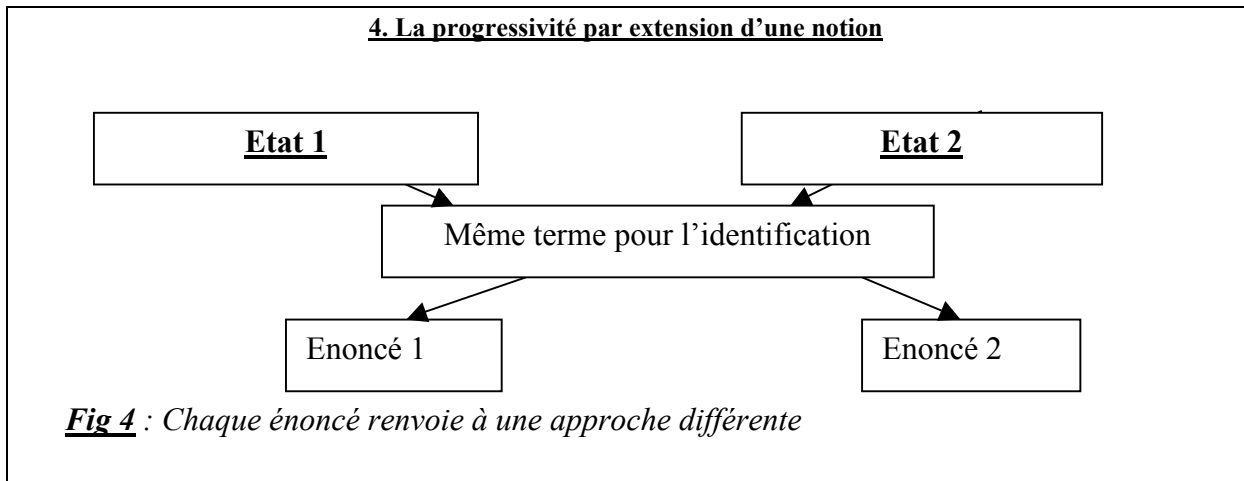 4. La progressivité par extension d’une notion
Etat 1
Etat 2
Même terme pour l’identification
Enoncé 1
Enoncé 2
Fig 4 : Chaque énoncé renvoie à une approche différente